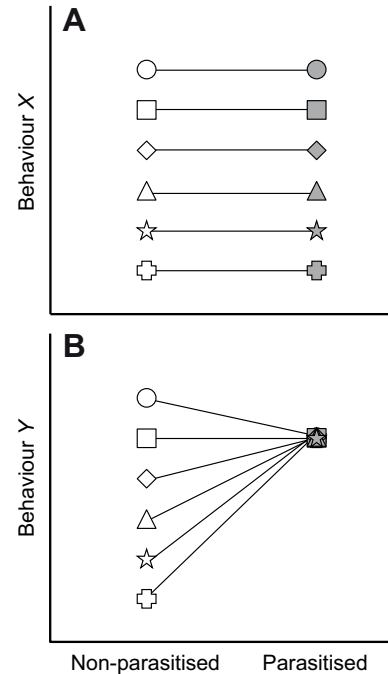 A
Behaviour X
B
Behaviour Y
Non-parasitised Parasitised